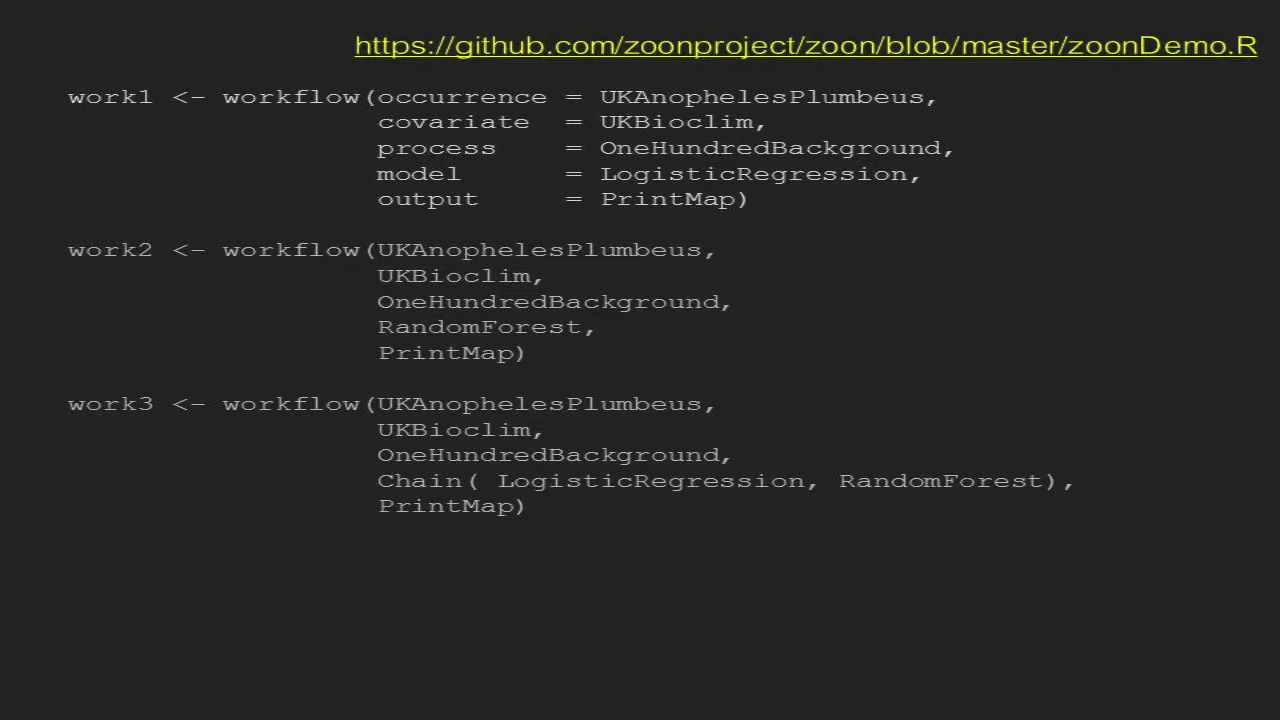 https://github.com/zoonproject/zoon/blob/master/zoonDemo.R
work1 <- workflow(occurrence = UKAnophelesPlumbeus,
covariate = UKBioclim,
process = OneHundredBackground,
model = LogisticRegression,
output = PrintMap)
work2 <- workflow(UKAnophelesPlumbeus,
UKBioclim,
OneHundredBackground,
RandomForest,
PrintMap)
work3 <- workflow(UKAnophelesPlumbeus,
UKBioclim,
OneHundredBackground,
Chain( LogisticRegression, RandomForest),
PrintMap)